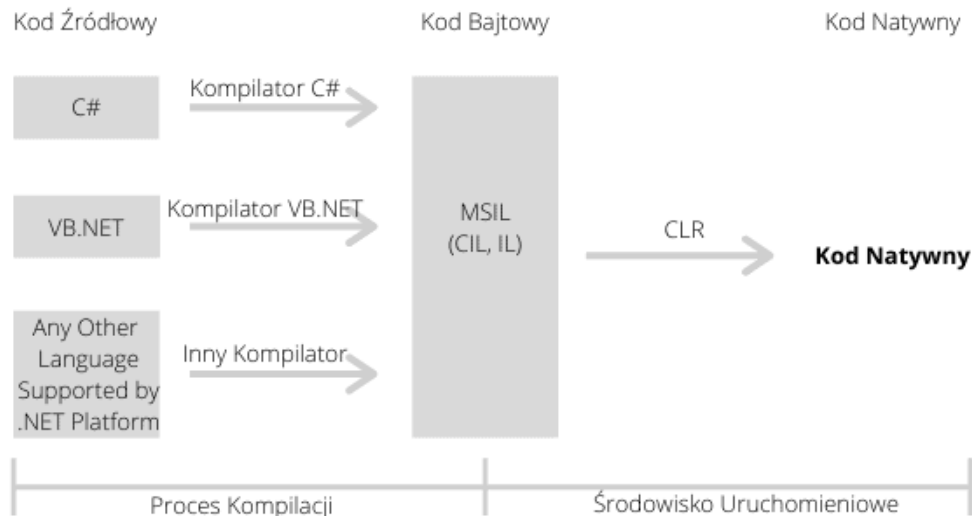 Kod Źródłowy
Kod Bajtowy
Kod Natywny
C#
Kompilator C#
VB.NET
Kompilator VB.NET
MSIL
(CIL, IL)
CLR
Kod Natywny
Any Other
Language
Supported by
.NET Platform
Inny Kompilator
Proces Kompilacji
Środowisko Uruchomieniowe